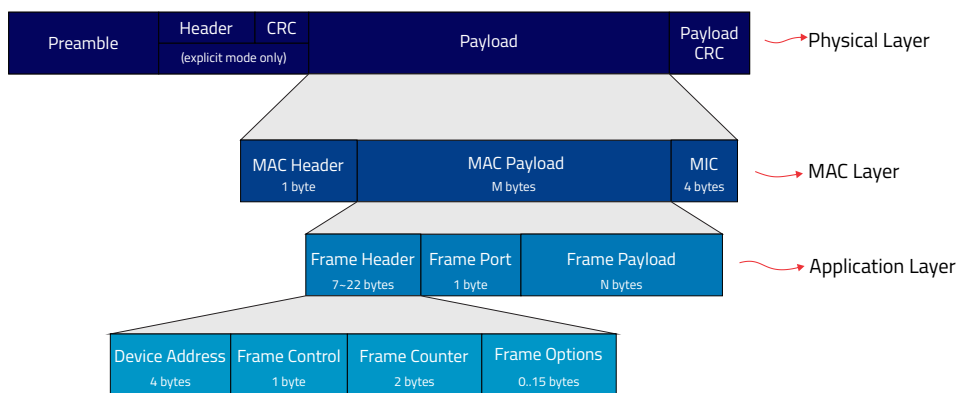 Preamble
Header
CRC
(explicit mode only)
Payload
Payload
CRC
Physical Layer
MAC Header
1 byte
MAC Payload
M bytes
MIC
4 bytes
MAC Layer
Frame Header
7~22 bytes
Frame Port
1 byte
Frame Payload
N bytes
Application Layer
Device Address
4 bytes
Frame Control
1 byte
Frame Counter
2 bytes
Frame Options
0..15 bytes